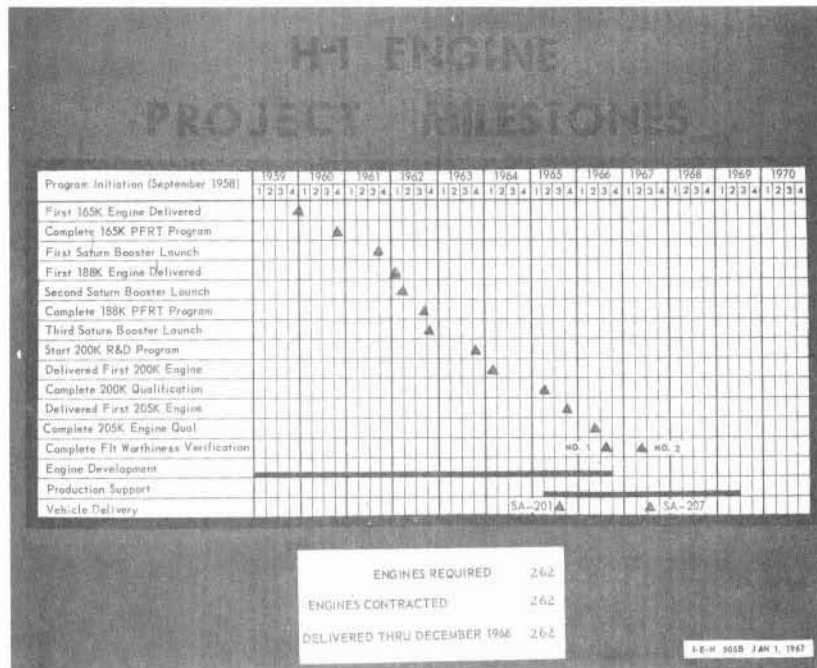 H-1 ENGINE
PROJECT MILESTONES
Program Initiation (September 1958) 1959 1960 1961 1962 1963 1964 1965 1966 1967 1968 1969 1970
1 2 3 4 1 2 3 4 1 2 3 4 1 2 3 4 1 2 3 4 1 2 3 4 1 2 3 4 1 2 3 4 1 2 3 4 1 2 3 4 1 2 3 4 1 2 3 4
First 165K Engine Delivered
Complete 165K PFRT Program
First Saturn Booster Launch
First 188K Engine Delivered
Second Saturn Booster Launch
Complete 188K PFRT Program
Third Saturn Booster Launch
Start 200K R&D Program
Delivered First 200K Engine
Complete 200K Qualification
Delivered First 205K Engine
Complete 205K Engine Qual
Complete Flt Worthiness Verification NO. 1 NO. 2
Engine Development
Production Support
Vehicle Delivery SA-201 SA-207
ENGINES REQUIRED 262
ENGINES CONTRACTED 262
DELIVERED THRU DECEMBER 1966 262
I-E-H 505B JAN 1, 1967